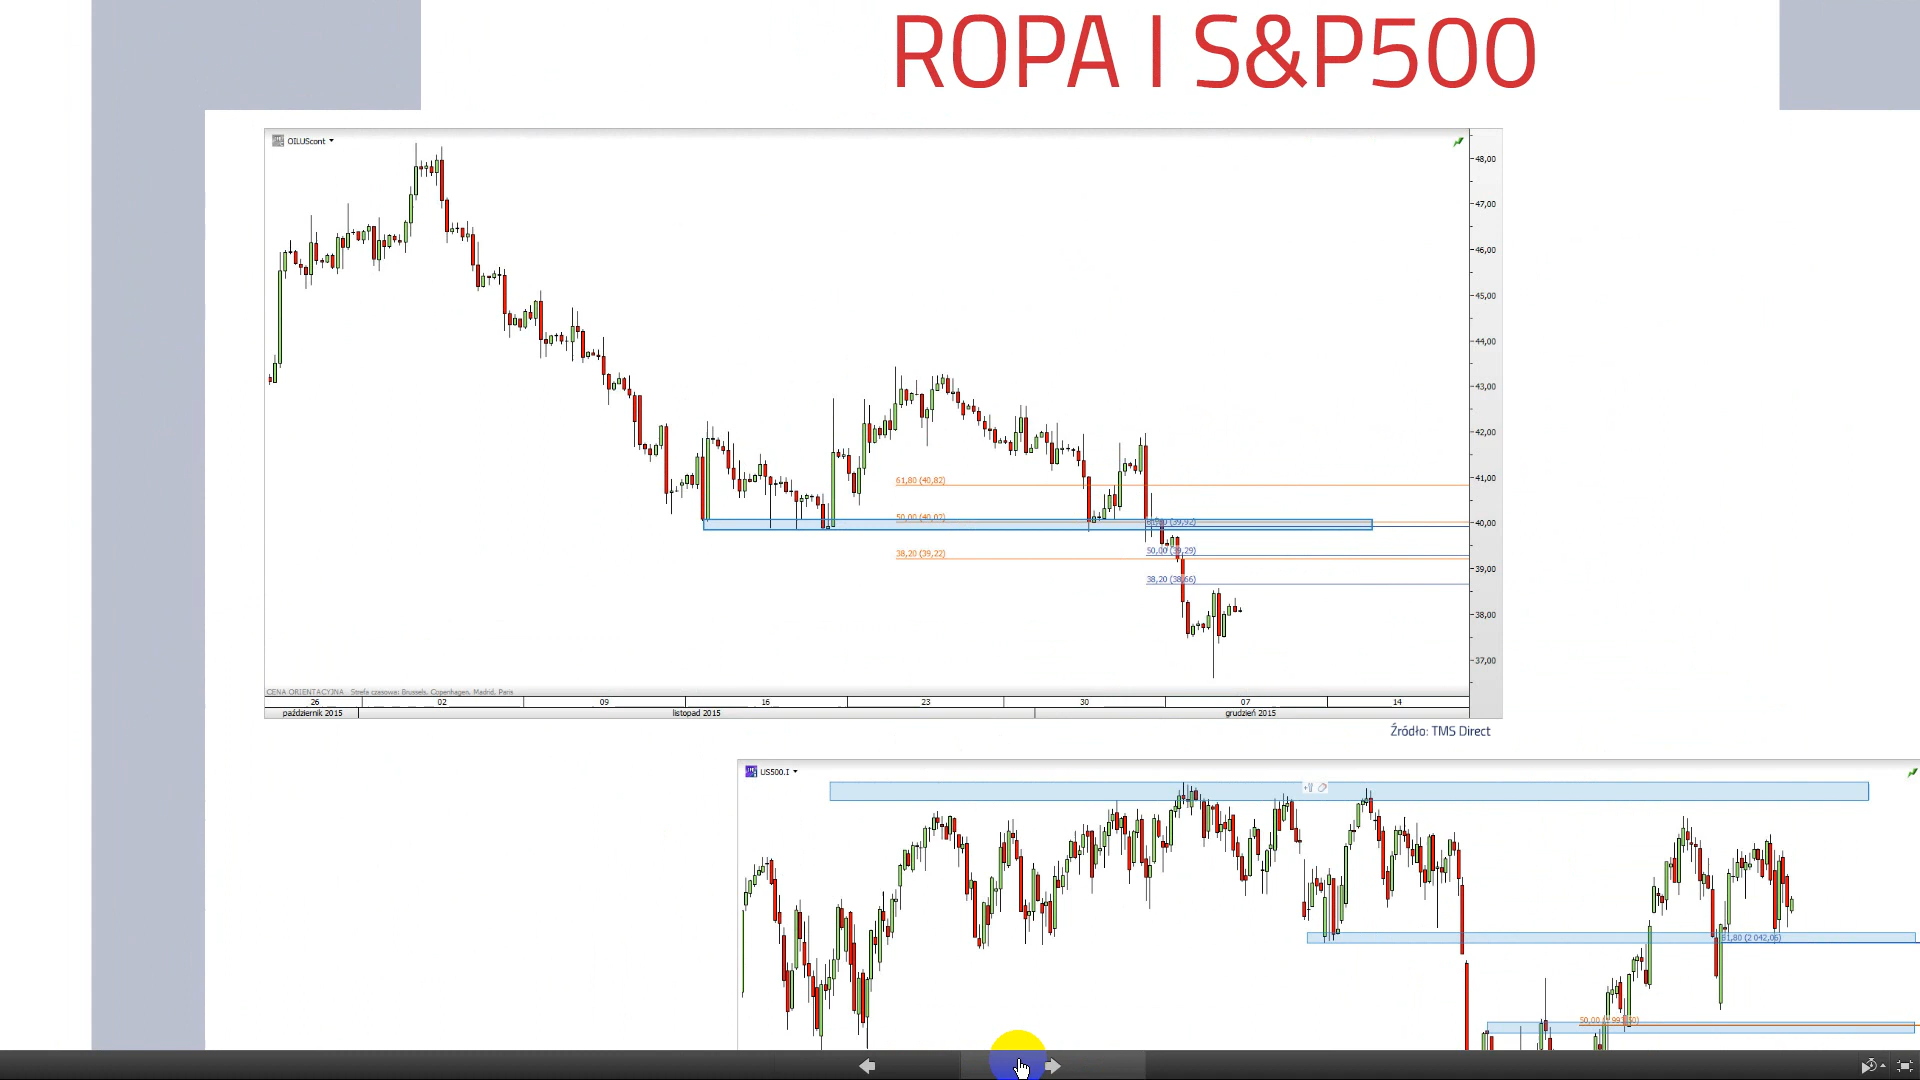 ROPA I S&P500
OILUScont
48,00
47,00
46,00
45,00
44,00
43,00
42,00
41,00
40,00
39,00
38,00
37,00
61,80 (40,82)
50,00 (40,02)
38,20 (39,22)
61,80 (39,92)
50,00 (39,29)
38,20 (38,66)
CENA ORIENTACYJNA Strefa czasowa: Brussels, Copenhagen, Madrid, Paris
26 02 09 16 23 30 07 14
październik 2015 listopad 2015 grudzień 2015
Źródło: TMS Direct
US500.I
61,80 (2 042,06)